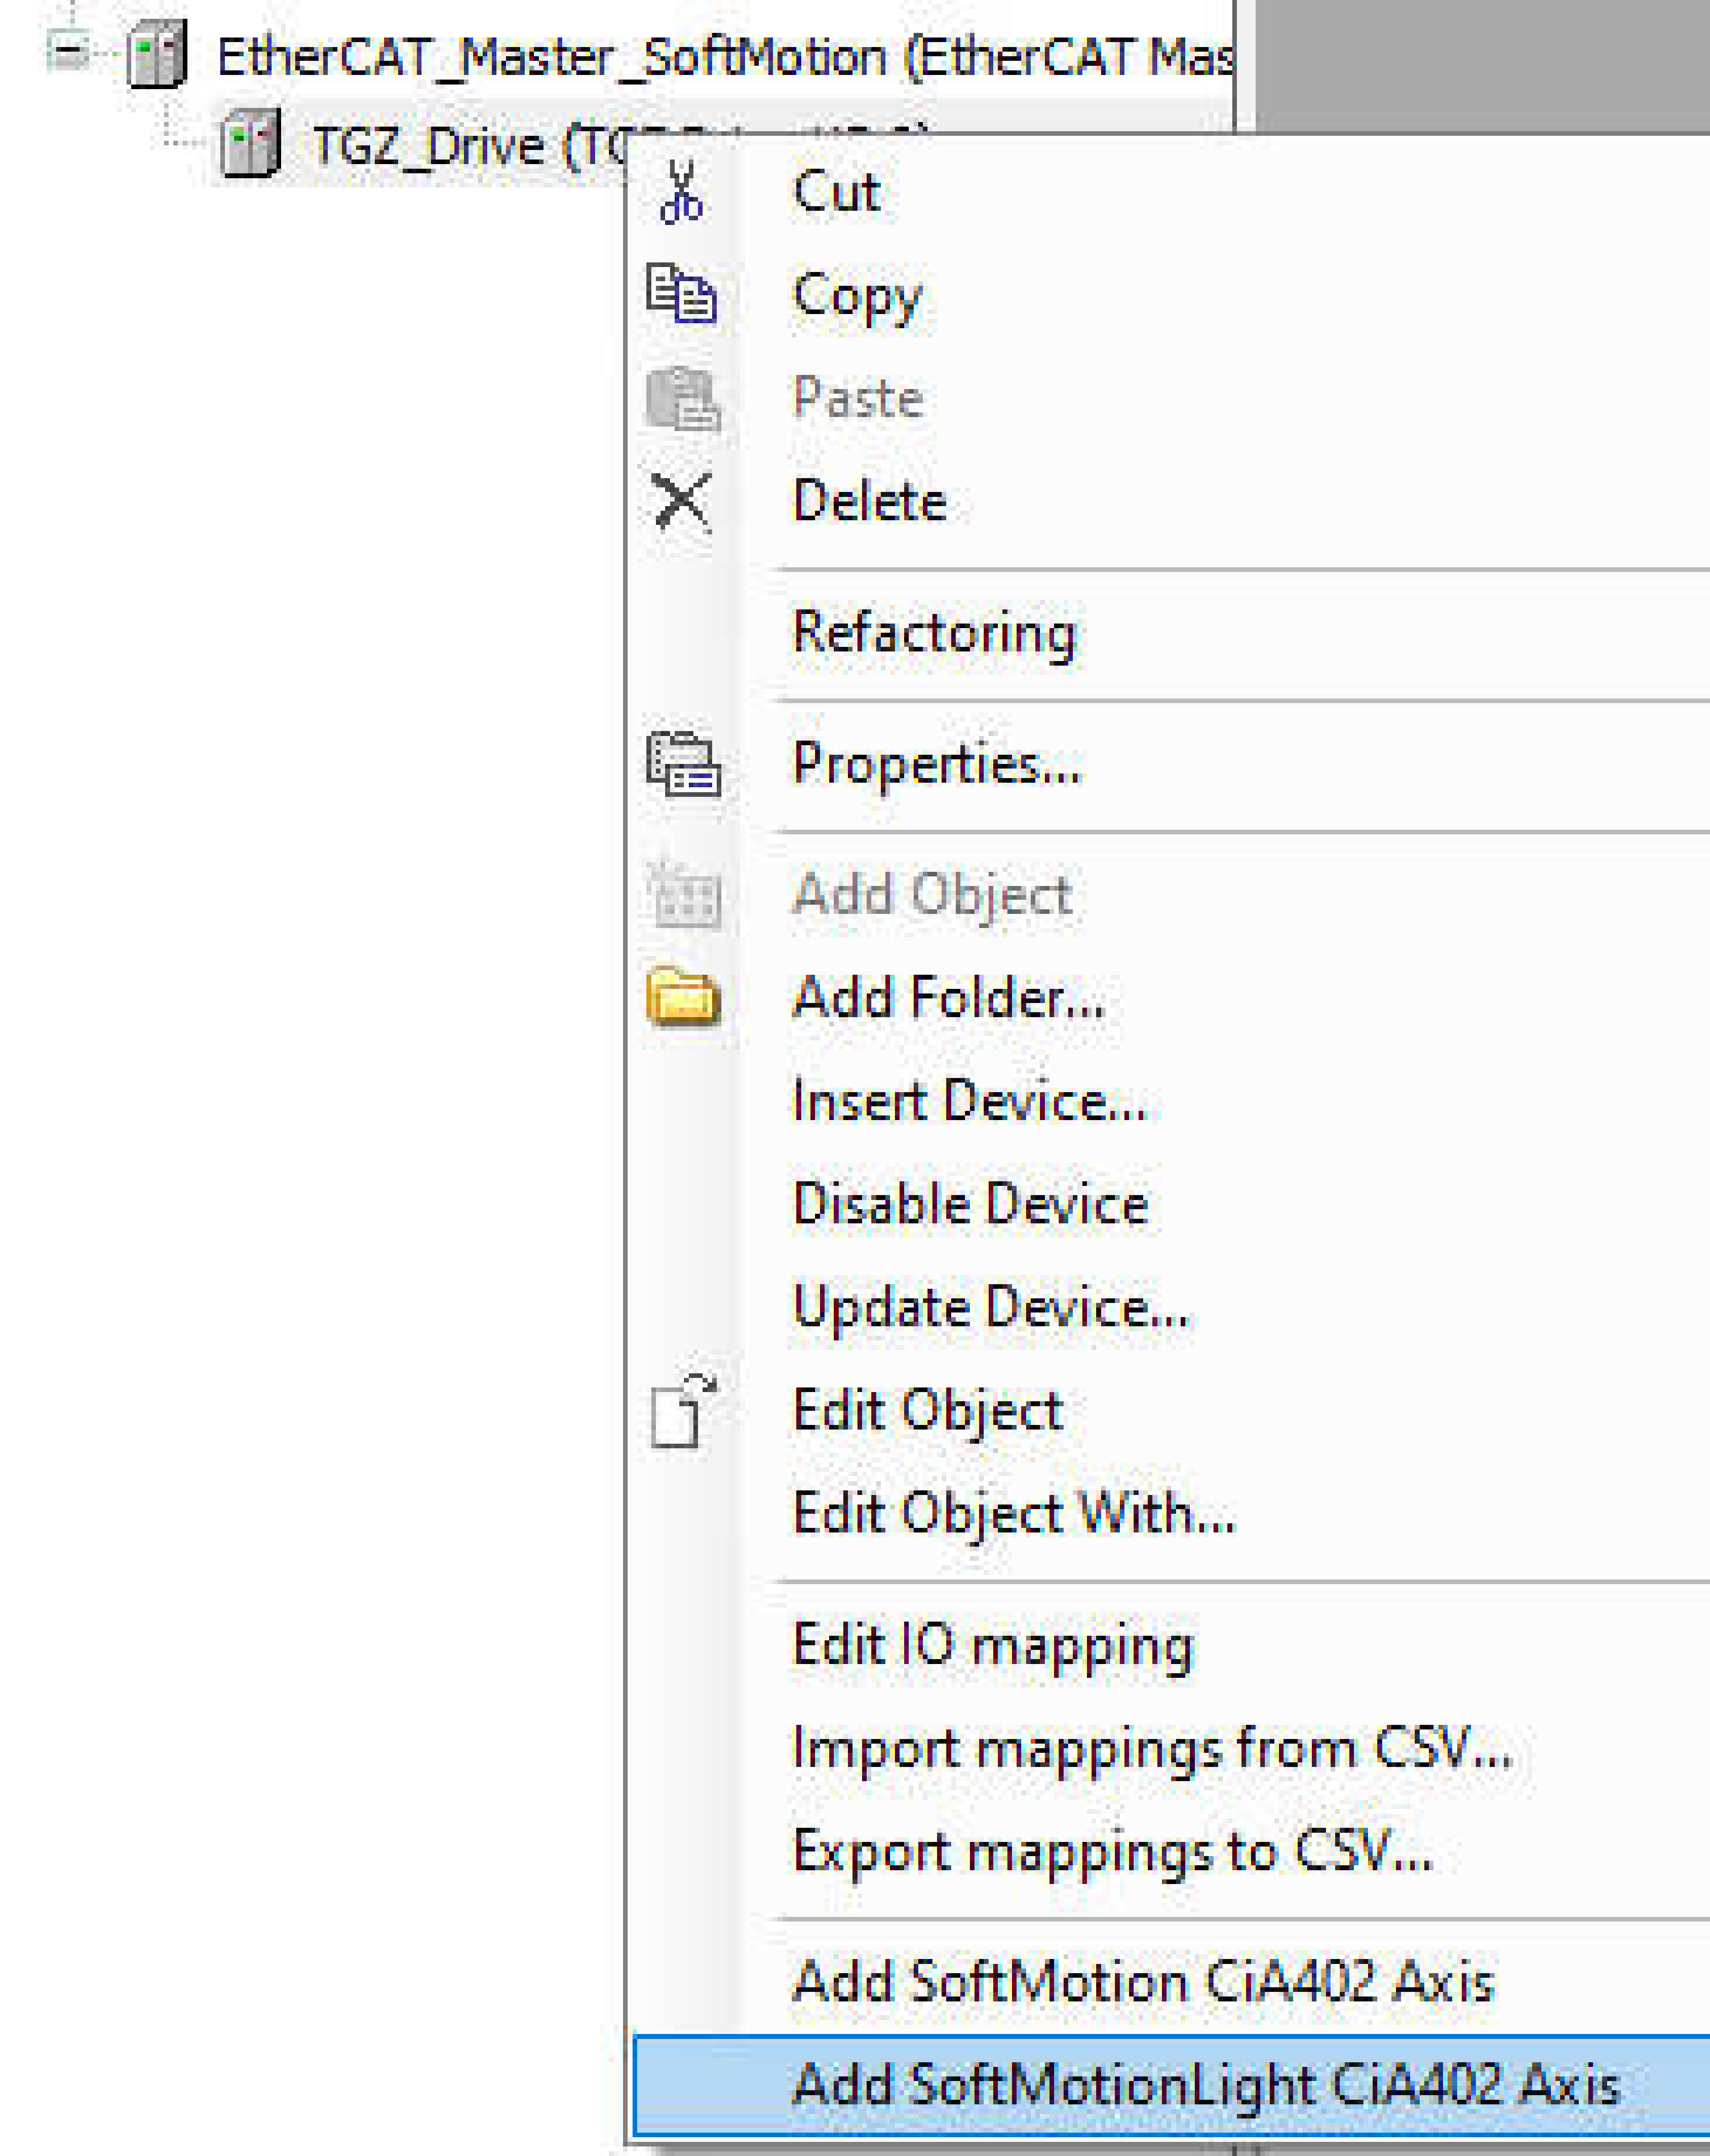 EtherCAT_Master_SoftMotion (EtherCAT Mas
TGZ_Drive
Cut
Copy
Paste
Delete
Refactoring
Properties...
Add Object
Add Folder...
Insert Device...
Disable Device
Update Device...
Edit Object
Edit Object With...
Edit IO mapping
Import mappings from CSV...
Export mappings to CSV...
Add SoftMotion CiA402 Axis
Add SoftMotionLight CiA402 Axis